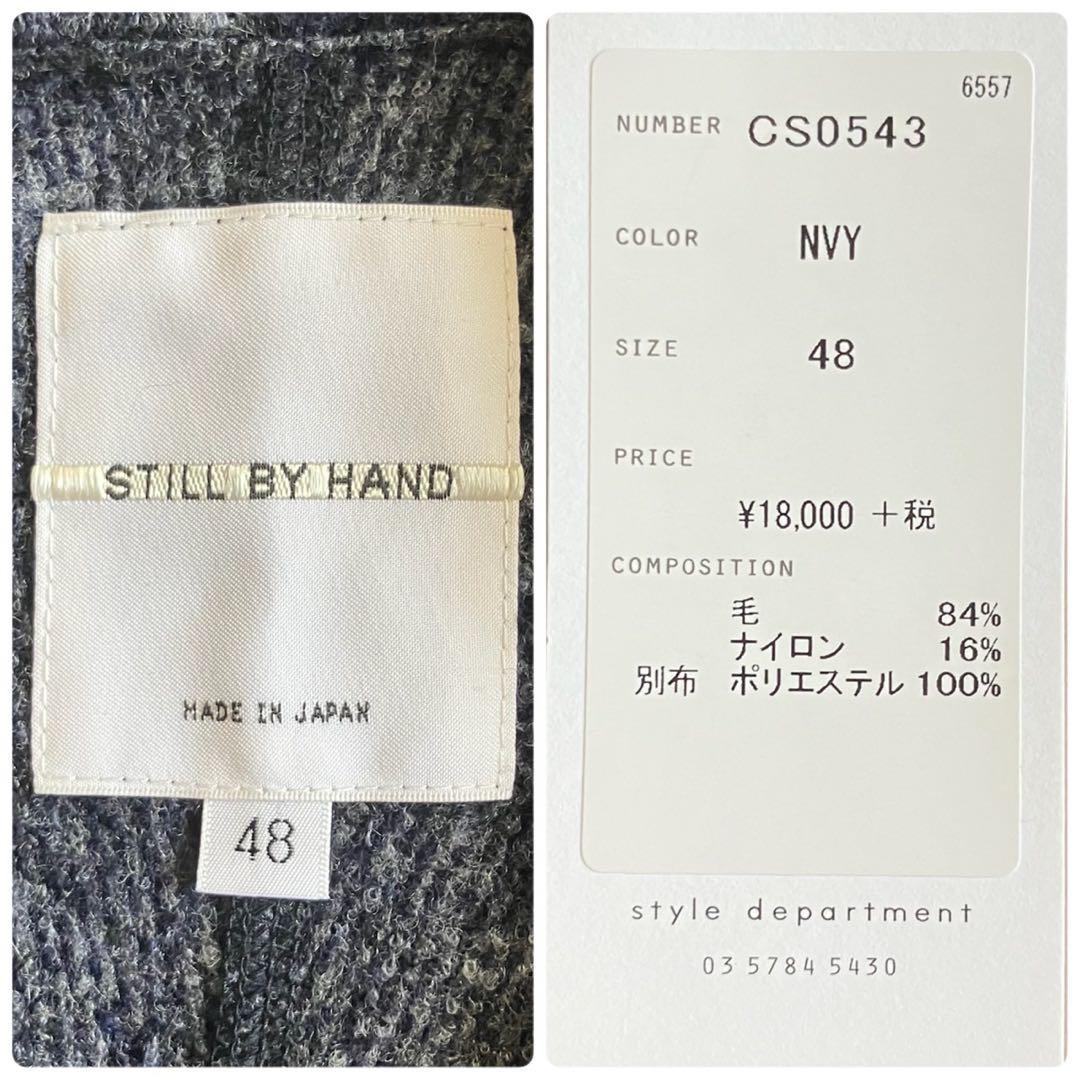 STILL BY HAND
MADE IN JAPAN
48
6557
NUMBER CS0543
COLOR NVY
SIZE 48
PRICE
¥18,000 +税
COMPOSITION
毛 84%
ナイロン 16%
別布 ポリエステル 100%
style department
03 5784 5430